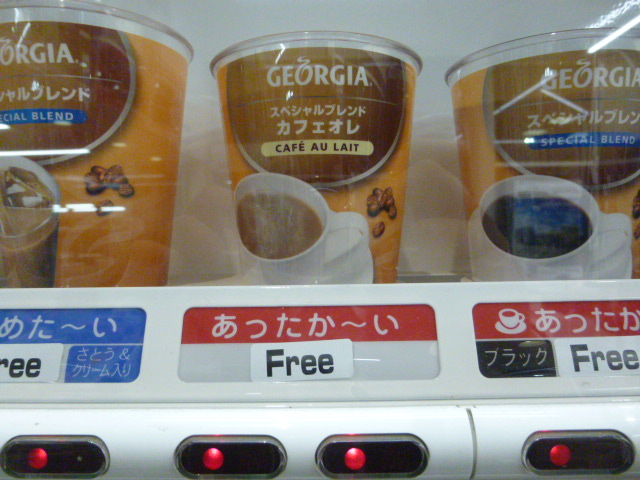 GEORGIA
シャルブレンド
SPECIAL BLEND
GEORGIA
スペシャルブレンド
カフェオレ
CAFÉ AU LAIT
GEORGIA
スペシャルブレンド
SPECIAL BLEND
めた〜い
Free
さとう&
クリーム入り
あったか〜い
Free
あったか
ブラック
Free